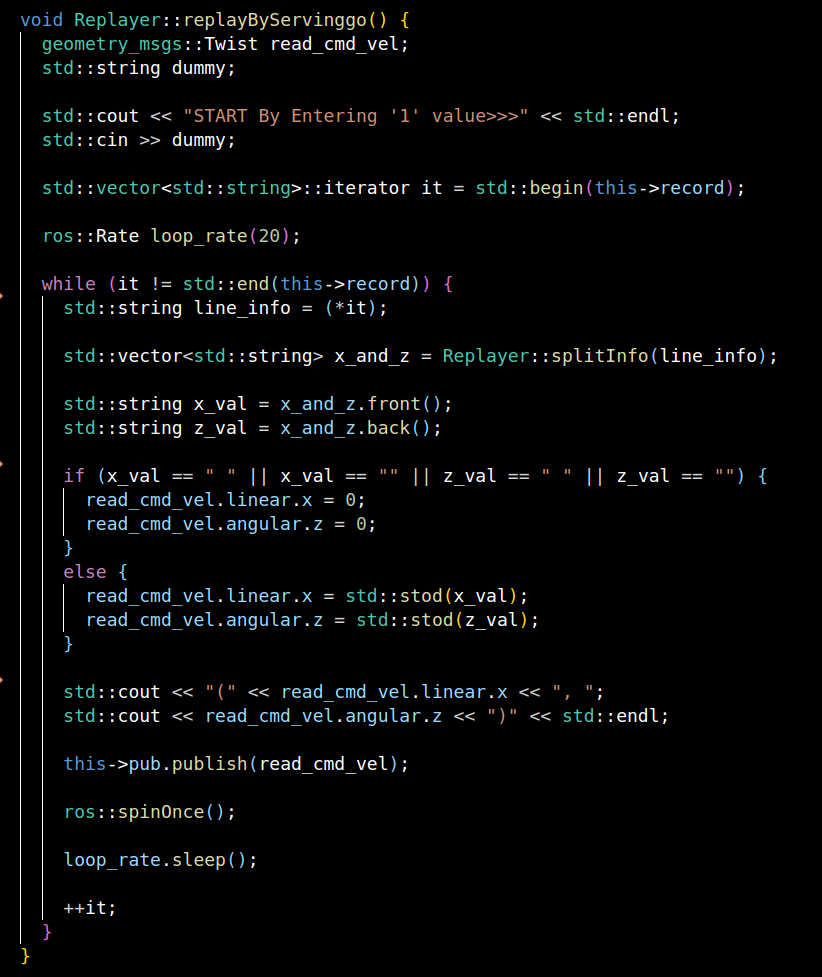 void Replayer::replayByServinggo() {
  geometry_msgs::Twist read_cmd_vel;
  std::string dummy;

  std::cout << "START By Entering '1' value>>>" << std::endl;
  std::cin >> dummy;

  std::vector<std::string>::iterator it = std::begin(this->record);

  ros::Rate loop_rate(20);

  while (it != std::end(this->record)) {
    std::string line_info = (*it);

    std::vector<std::string> x_and_z = Replayer::splitInfo(line_info);

    std::string x_val = x_and_z.front();
    std::string z_val = x_and_z.back();

    if (x_val == " " || x_val == "" || z_val == " " || z_val == "") {
      read_cmd_vel.linear.x = 0;
      read_cmd_vel.angular.z = 0;
    }
    else {
      read_cmd_vel.linear.x = std::stod(x_val);
      read_cmd_vel.angular.z = std::stod(z_val);
    }

    std::cout << "(" << read_cmd_vel.linear.x << ", ";
    std::cout << read_cmd_vel.angular.z << ")" << std::endl;

    this->pub.publish(read_cmd_vel);

    ros::spinOnce();

    loop_rate.sleep();

    ++it;
  }
}